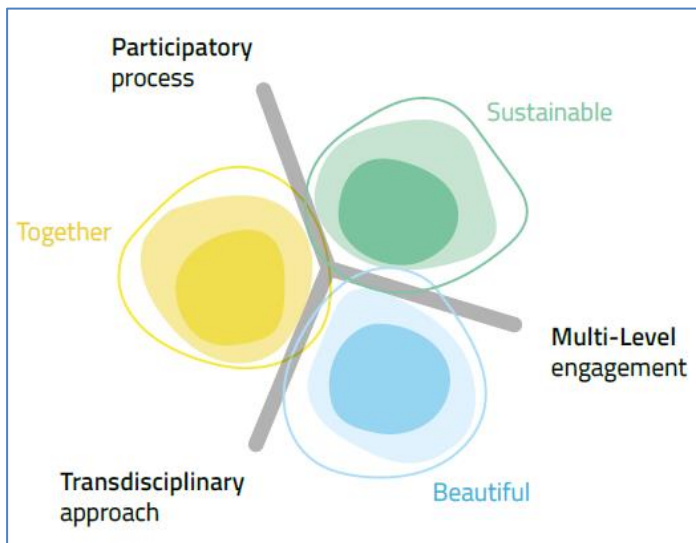 Participatory
process
Sustainable
Together
Multi-Level
engagement
Transdisciplinary
approach
Beautiful